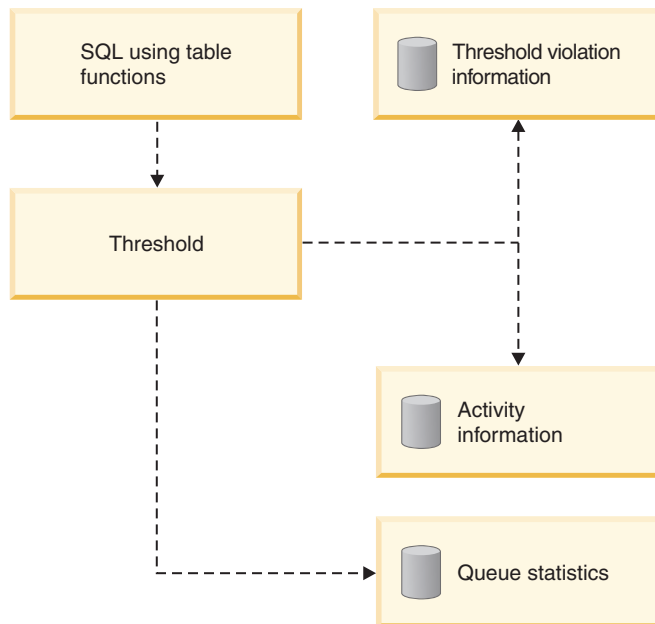 SQL using table
functions
Threshold violation
information
Threshold
Activity
information
Queue statistics